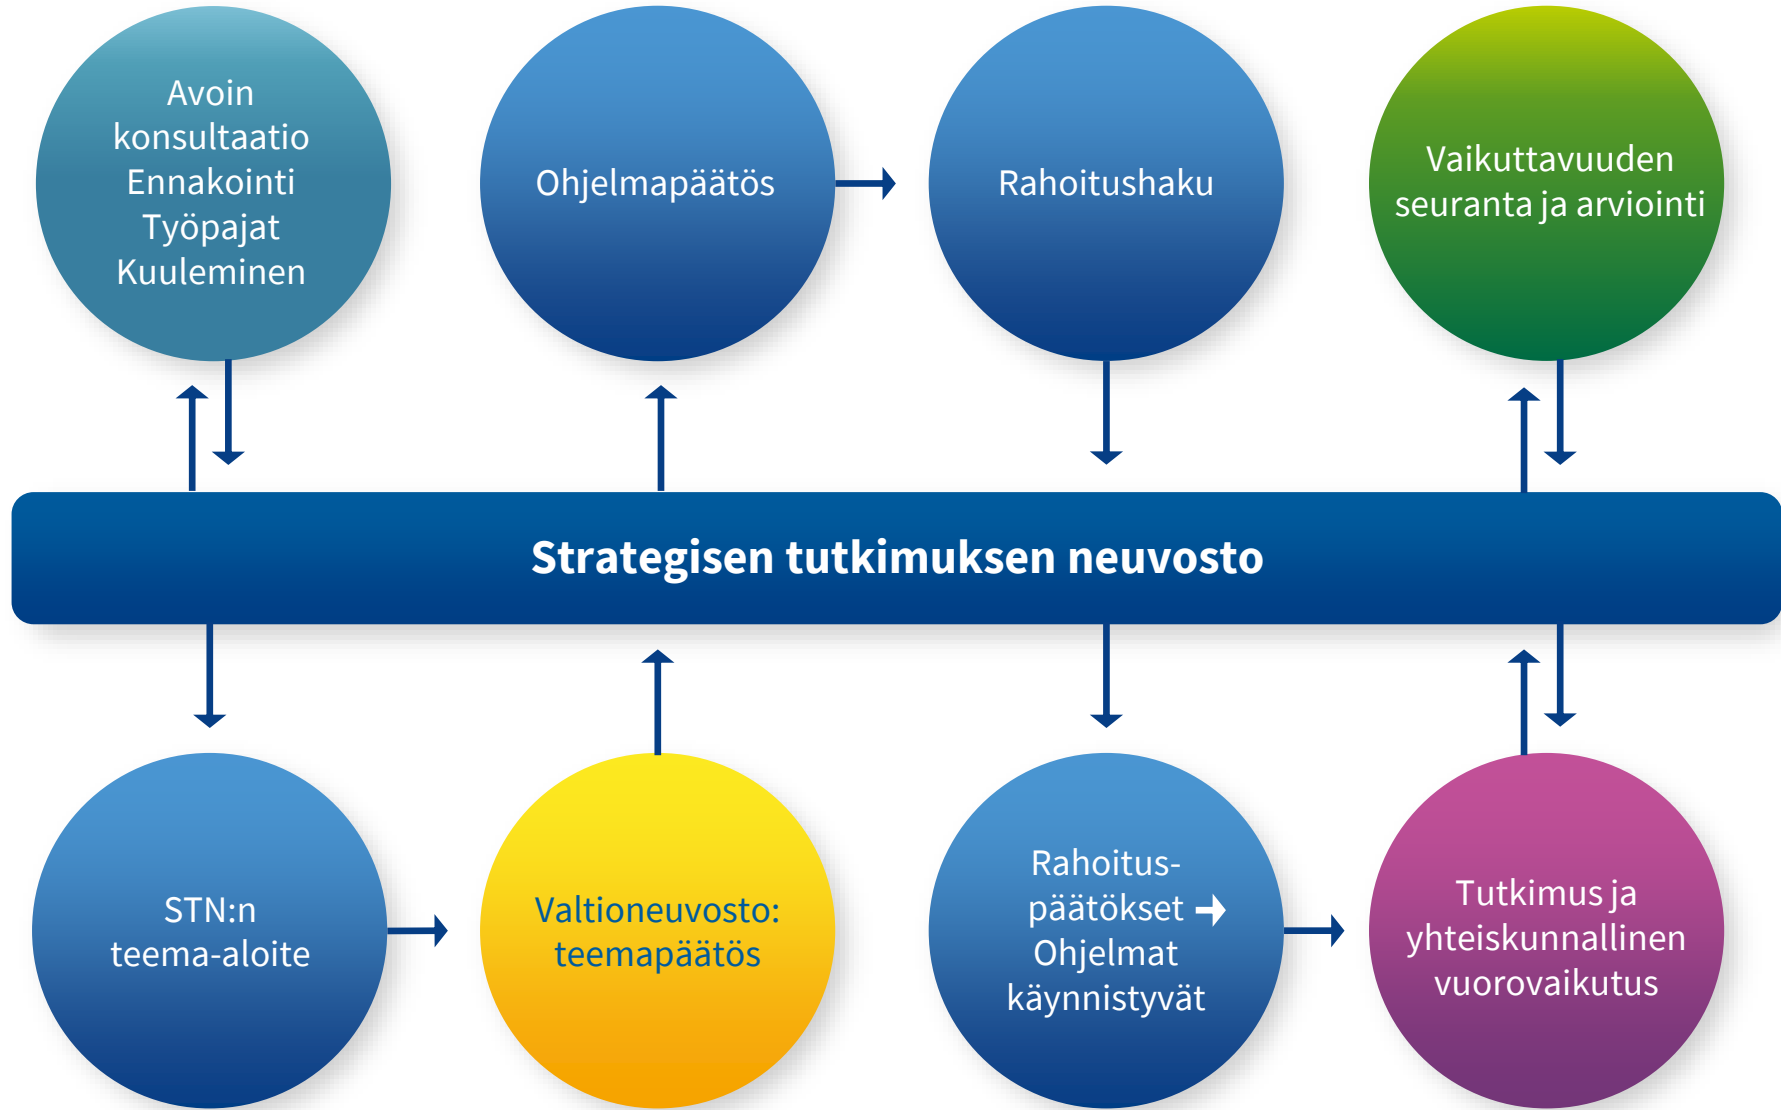 Avoin
konsultaatio
Ennakointi
Työpajat
Kuuleminen
Ohjelmapäätös
Rahoitushaku
Vaikuttavuuden
seuranta ja arviointi
Strategisen tutkimuksen neuvosto
STN:n
teema-aloite
Valtioneuvosto:
teemapäätös
Rahoitus-
päätökset
Ohjelmat
käynnistyvät
Tutkimus ja
yhteiskunnallinen
vuorovaikutus